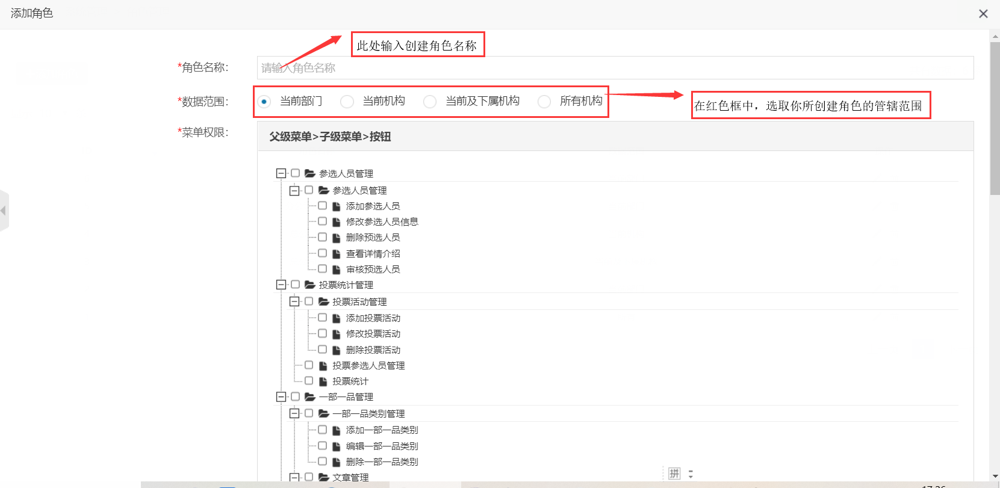 添加角色
此处输入创建角色名称
*角色名称：
请输入角色名称
*数据范围：
当前部门 当前机构 当前及下属机构 所有机构
在红色框中，选取你所创建角色的管辖范围
*菜单权限：
父级菜单>子级菜单>按钮
参选人员管理
参选人员管理
添加参选人员
修改参选人员信息
删除预选人员
查看详情介绍
审核预选人员
投票统计管理
投票活动管理
添加投票活动
修改投票活动
删除投票活动
投票参选人员管理
投票统计
一部一品管理
一部一品类别管理
添加一部一品类别
编辑一部一品类别
删除一部一品类别
文章管理
拼